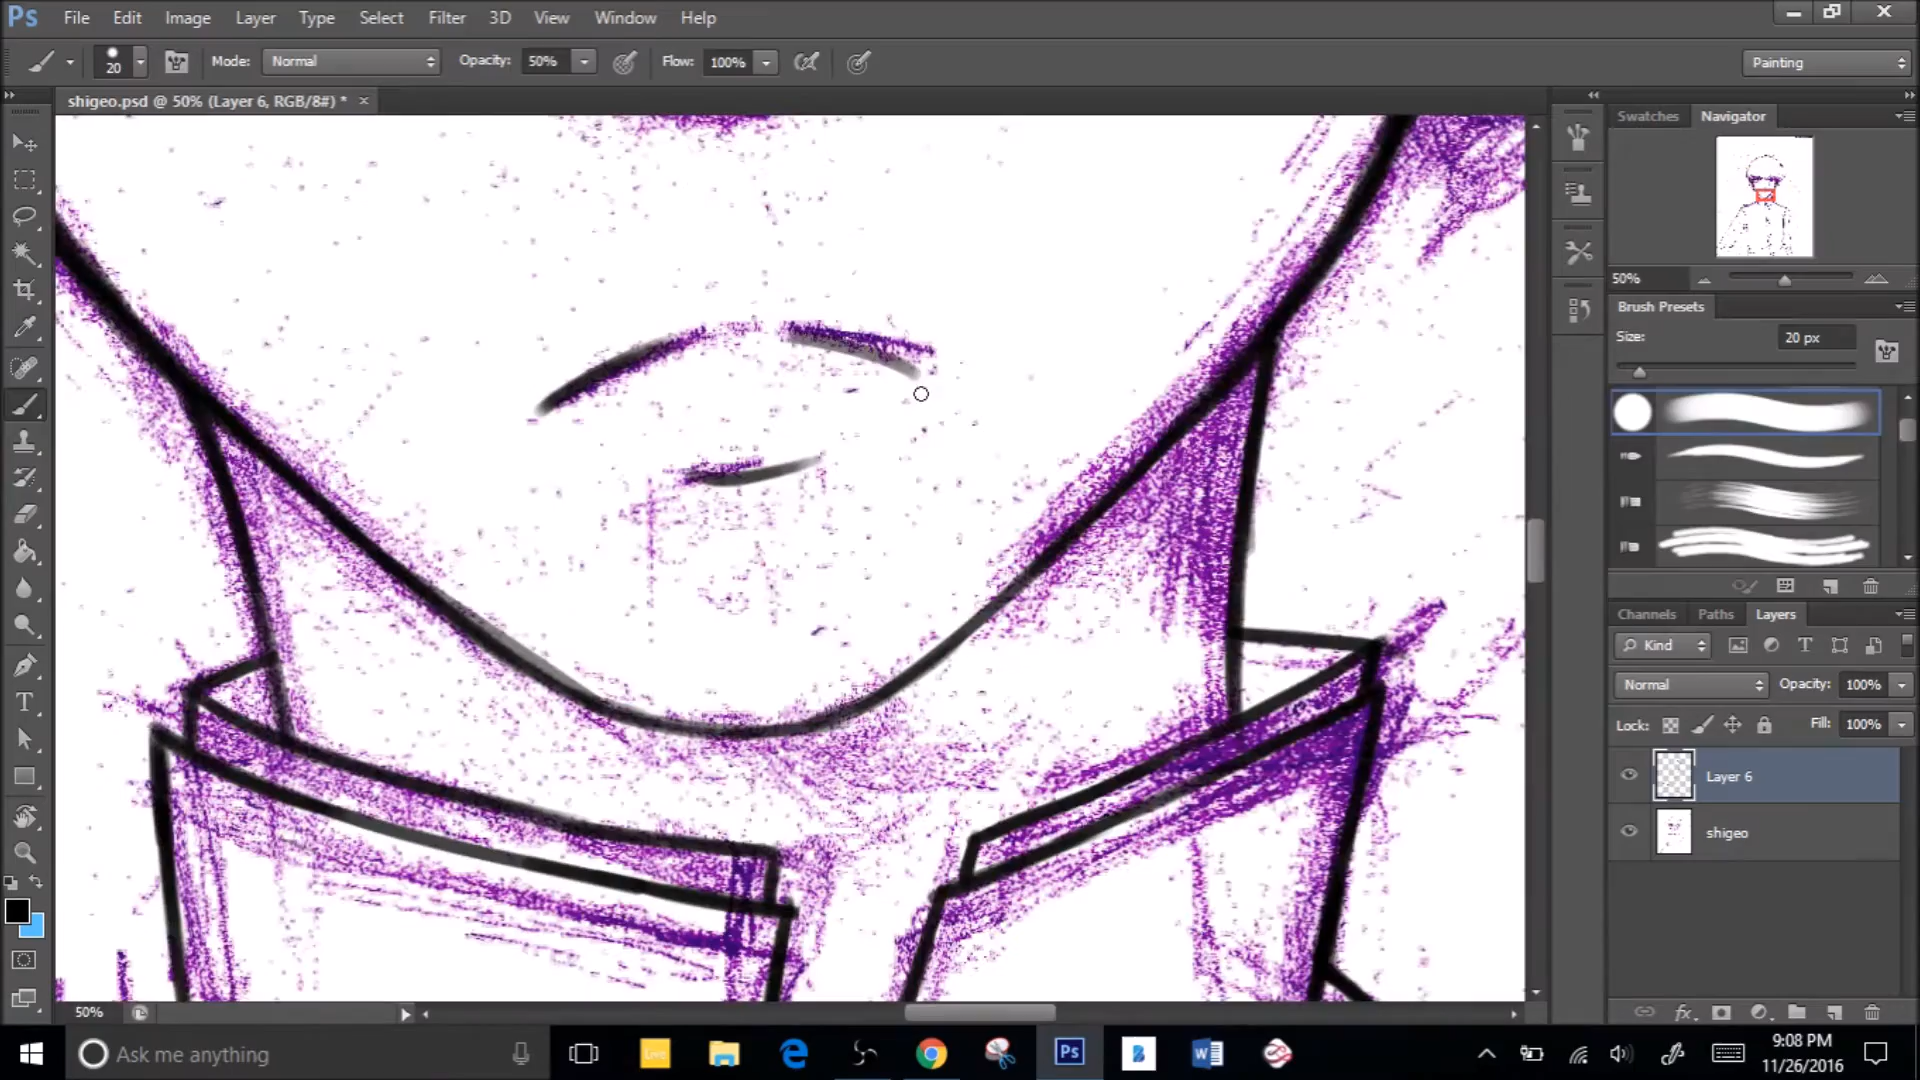 Ps File Edit Image Layer Type Select Filter 3D View Window Help
20 Mode: Normal Opacity: 50% Flow: 100% Painting
shigeo.psd @ 50% (Layer 6, RGB/8#) * ×
Swatches Navigator
50%
Brush Presets
Size: 20 px
Channels Paths Layers
Kind
Normal Opacity: 100%
Lock: Fill: 100%
Layer 6
shigeo
50%
Ask me anything
Live
Ps
9:08 PM
11/26/2016